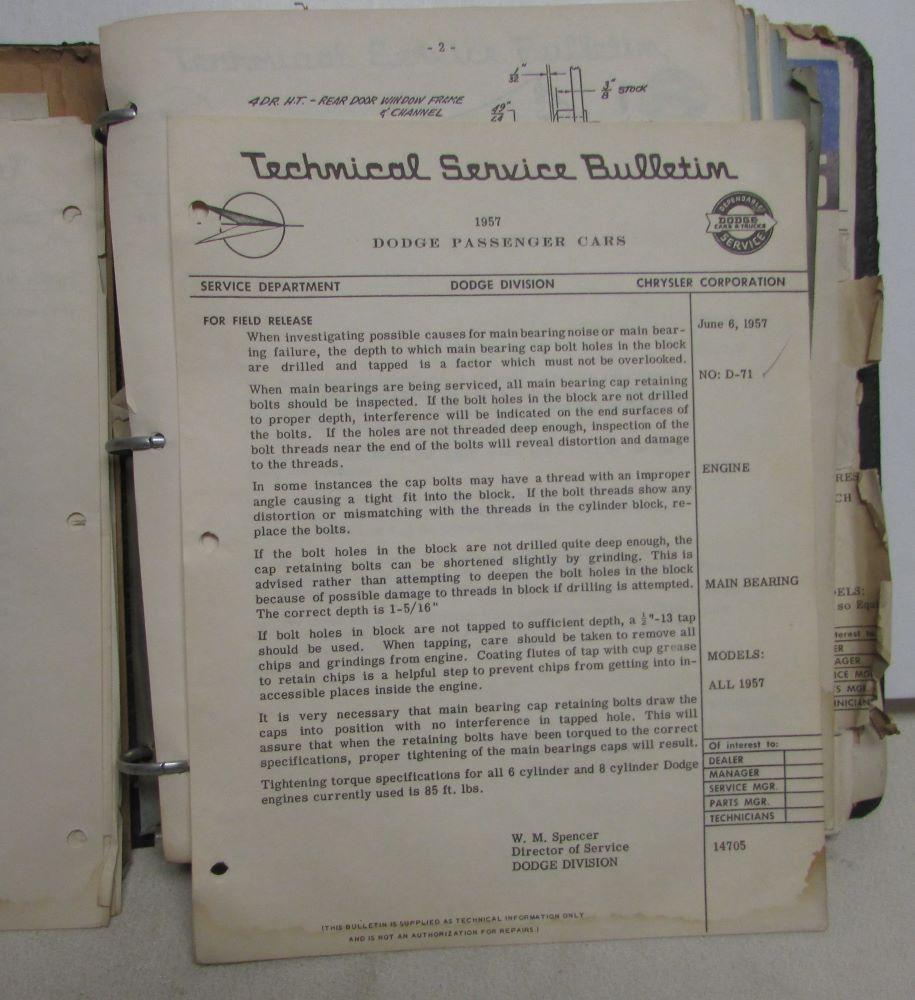 - 2 -
4 DR. H.T. - REAR DOOR WINDOW FRAME
& CHANNEL
1/32"
3/8" STOCK
49"
64
Technical Service Bulletin
1957
DODGE PASSENGER CARS
DEPENDABLE
DODGE
CARS & TRUCKS
SERVICE
SERVICE DEPARTMENT DODGE DIVISION CHRYSLER CORPORATION
FOR FIELD RELEASE
When investigating possible causes for main bearing noise or main bear-
ing failure, the depth to which main bearing cap bolt holes in the block
are drilled and tapped is a factor which must not be overlooked.
When main bearings are being serviced, all main bearing cap retaining
bolts should be inspected. If the bolt holes in the block are not drilled
to proper depth, interference will be indicated on the end surfaces of
the bolts. If the holes are not threaded deep enough, inspection of the
bolt threads near the end of the bolts will reveal distortion and damage
to the threads.
In some instances the cap bolts may have a thread with an improper
angle causing a tight fit into the block. If the bolt threads show any
distortion or mismatching with the threads in the cylinder block, re-
place the bolts.
If the bolt holes in the block are not drilled quite deep enough, the
cap retaining bolts can be shortened slightly by grinding. This is
advised rather than attempting to deepen the bolt holes in the block
because of possible damage to threads in block if drilling is attempted.
The correct depth is 1-5/16"
If bolt holes in block are not tapped to sufficient depth, a ½"-13 tap
should be used. When tapping, care should be taken to remove all
chips and grindings from engine. Coating flutes of tap with cup grease
to retain chips is a helpful step to prevent chips from getting into in-
accessible places inside the engine.
It is very necessary that main bearing cap retaining bolts draw the
caps into position with no interference in tapped hole. This will
assure that when the retaining bolts have been torqued to the correct
specifications, proper tightening of the main bearings caps will result.
Tightening torque specifications for all 6 cylinder and 8 cylinder Dodge
engines currently used is 85 ft. lbs.
W. M. Spencer
Director of Service
DODGE DIVISION
(THIS BULLETIN IS SUPPLIED AS TECHNICAL INFORMATION ONLY
AND IS NOT AN AUTHORIZATION FOR REPAIRS.)
June 6, 1957
NO: D-71
ENGINE
MAIN BEARING
MODELS:
ALL 1957
Of interest to:
DEALER
MANAGER
SERVICE MGR.
PARTS MGR.
TECHNICIANS
14705
RES
CH
ELS:
so Equi
terest to
ER
AGER
ICE MG
S MGR
NICIAN